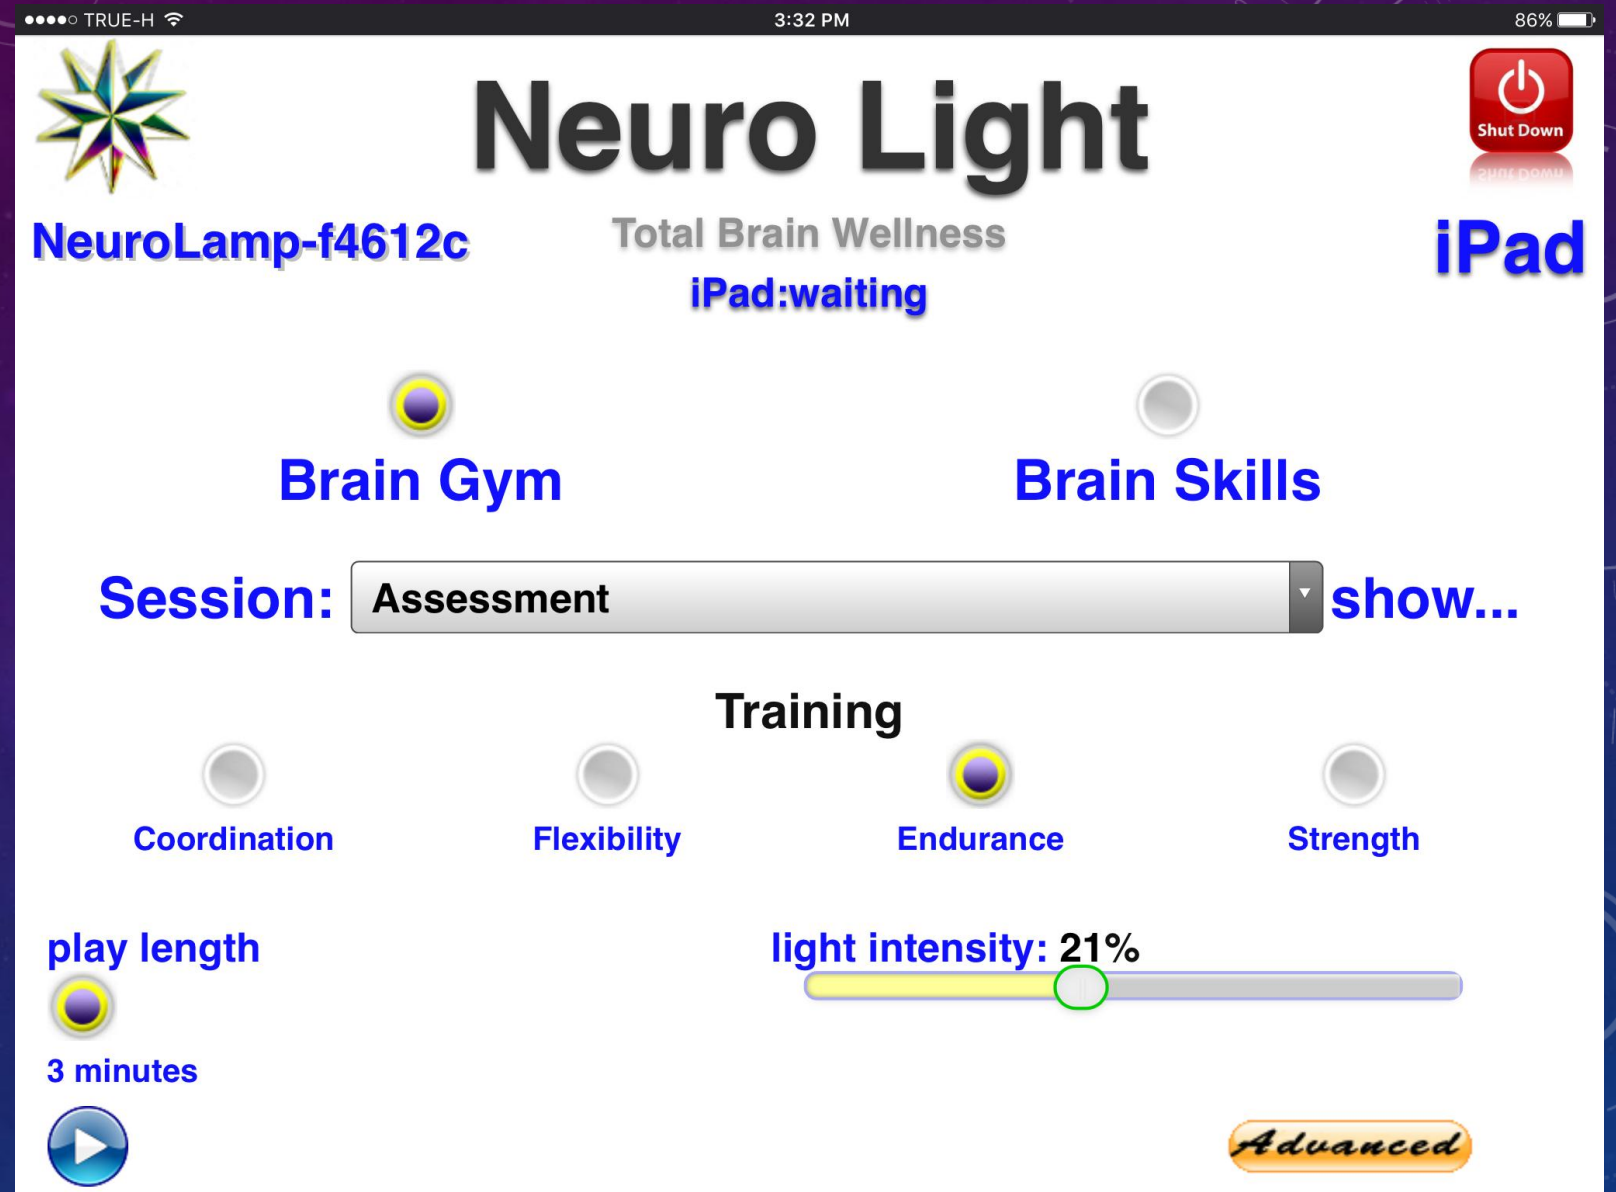 TRUE-H 3:32 PM 86%
Neuro Light
Shut Down
NeuroLamp-f4612c
Total Brain Wellness
iPad
iPad:waiting
Brain Gym Brain Skills
Session: Assessment show...
Training
Coordination Flexibility Endurance Strength
play length
light intensity: 21%
3 minutes
Advanced